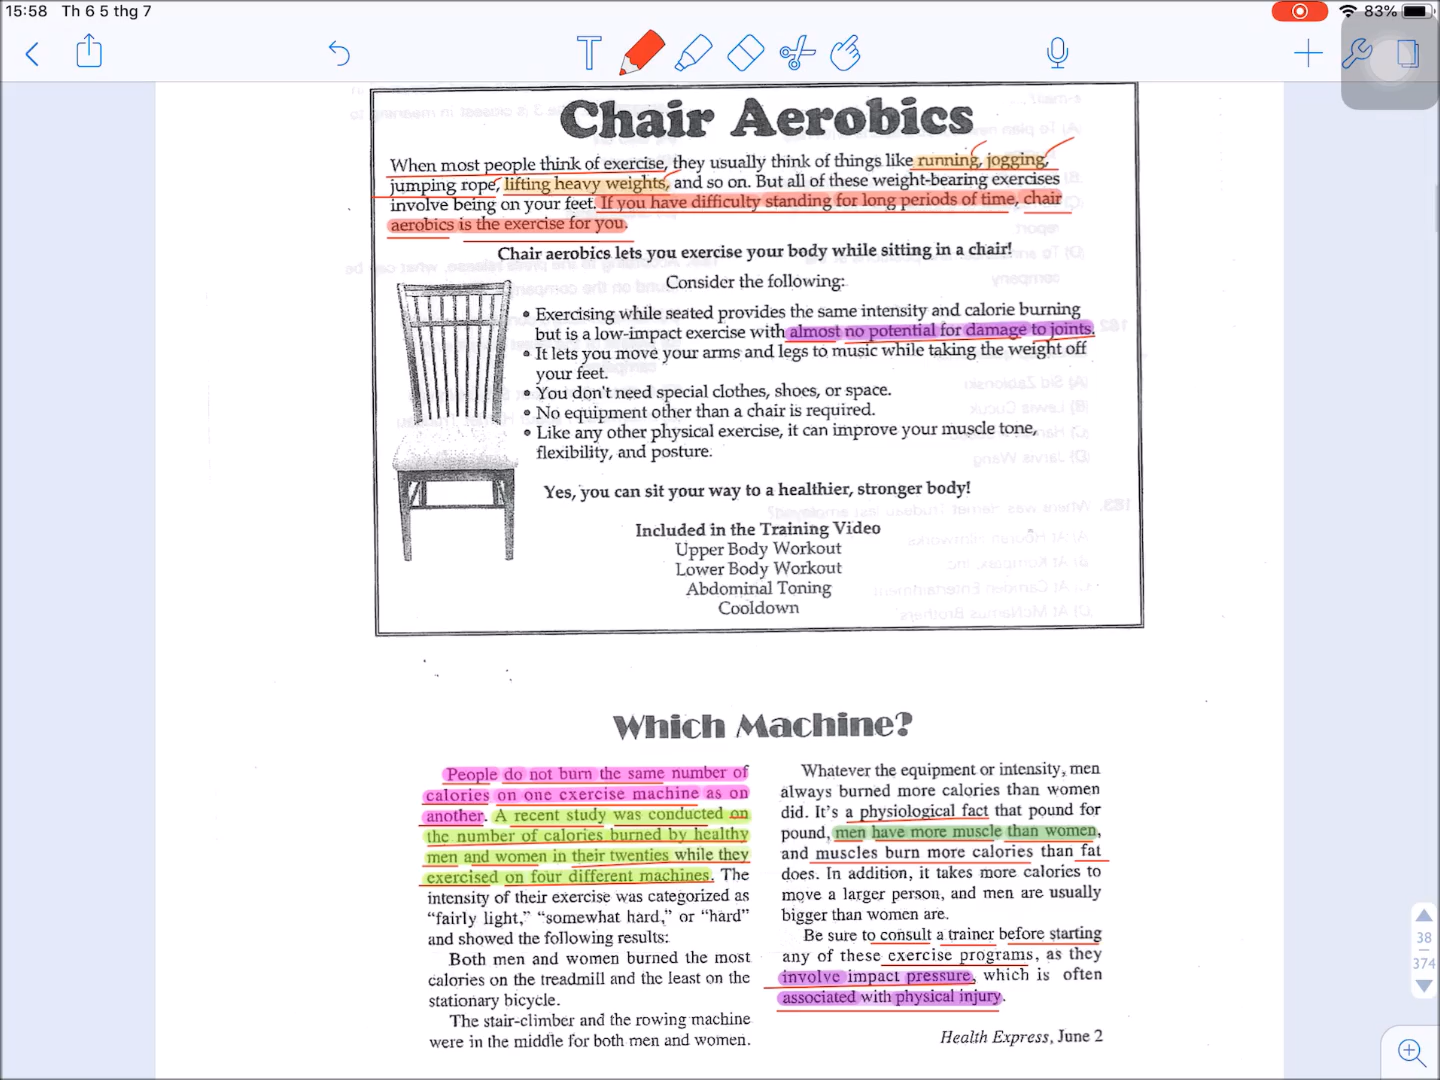 15:58 Th 6 5 thg 7
83%
T
Chair Aerobics
When most people think of exercise, they usually think of things like running, jogging,
jumping rope, lifting heavy weights, and so on. But all of these weight-bearing exercises
involve being on your feet. If you have difficulty standing for long periods of time, chair
aerobics is the exercise for you.
Chair aerobics lets you exercise your body while sitting in a chair!
Consider the following:
• Exercising while seated provides the same intensity and calorie burning
but is a low-impact exercise with almost no potential for damage to joints.
• It lets you move your arms and legs to music while taking the weight off
your feet.
• You don't need special clothes, shoes, or space.
• No equipment other than a chair is required.
• Like any other physical exercise, it can improve your muscle tone,
flexibility, and posture.
Yes, you can sit your way to a healthier, stronger body!
Included in the Training Video
Upper Body Workout
Lower Body Workout
Abdominal Toning
Cooldown
Which Machine?
People do not burn the same number of
calories on one exercise machine as on
another. A recent study was conducted on
the number of calories burned by healthy
men and women in their twenties while they
exercised on four different machines. The
intensity of their exercise was categorized as
“fairly light,” “somewhat hard,” or “hard”
and showed the following results:
Both men and women burned the most
calories on the treadmill and the least on the
stationary bicycle.
The stair-climber and the rowing machine
were in the middle for both men and women.
Whatever the equipment or intensity, men
always burned more calories than women
did. It's a physiological fact that pound for
pound, men have more muscle than women,
and muscles burn more calories than fat
does. In addition, it takes more calories to
move a larger person, and men are usually
bigger than women are.
Be sure to consult a trainer before starting
any of these exercise programs, as they
involve impact pressure, which is often
associated with physical injury.
Health Express, June 2
38
374